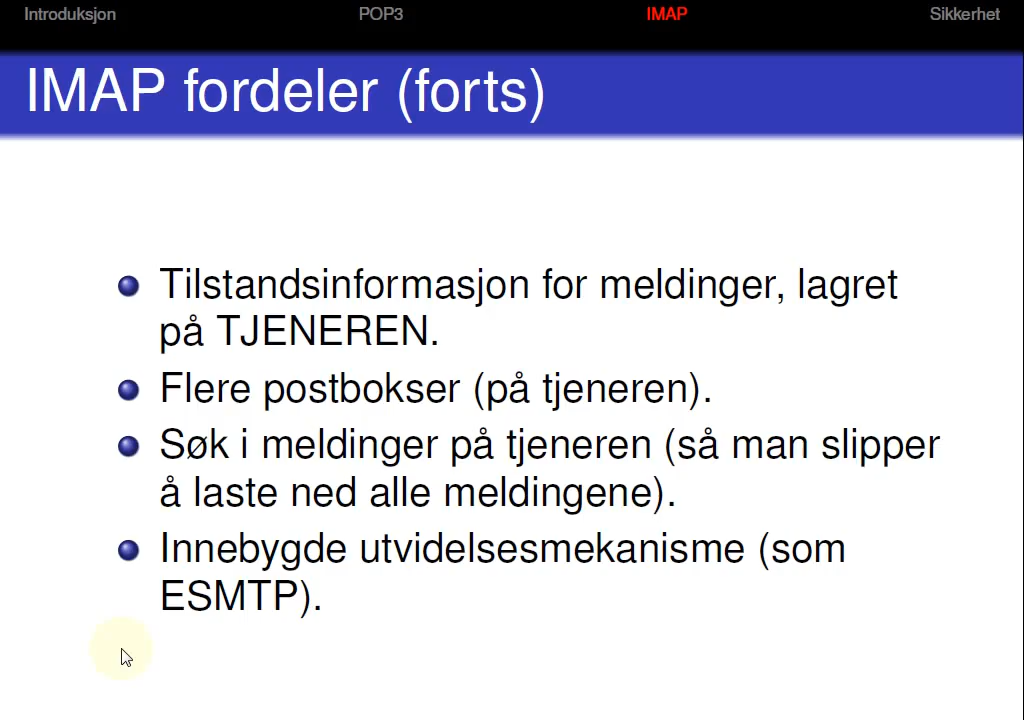 Introduksjon POP3 IMAP Sikkerhet
IMAP fordeler (forts)
Tilstandsinformasjon for meldinger, lagret
på TJENEREN.
Flere postbokser (på tjeneren).
Søk i meldinger på tjeneren (så man slipper
å laste ned alle meldingene).
Innebygde utvidelsesmekanisme (som
ESMTP).